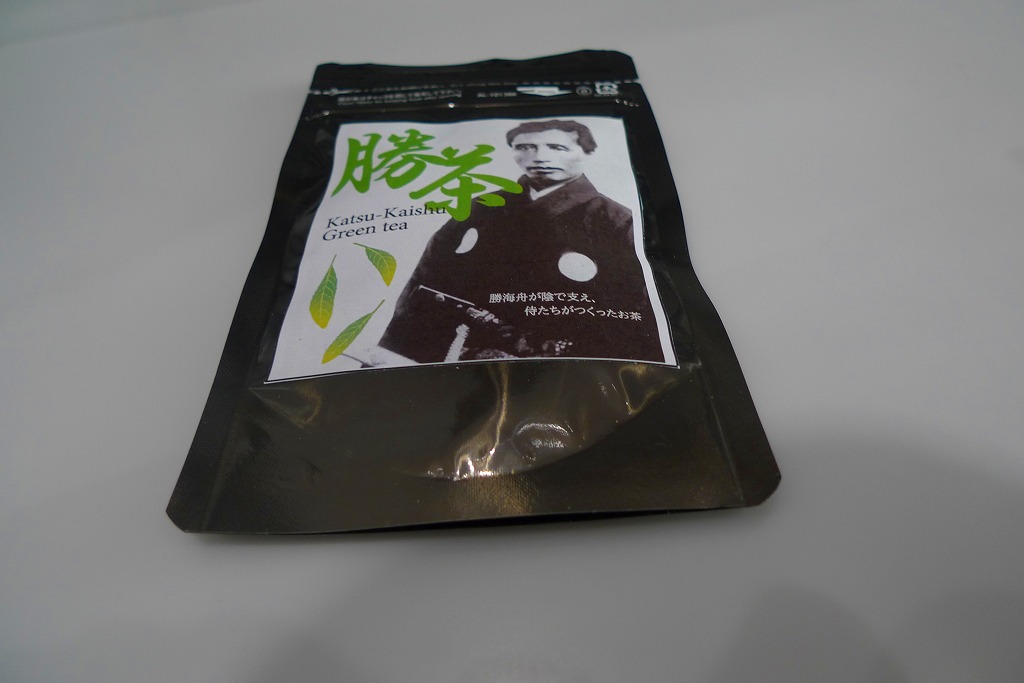 勝茶
Katsu-Kaishu
Green tea
勝海舟が陰で支え、
侍たちがつくったお茶